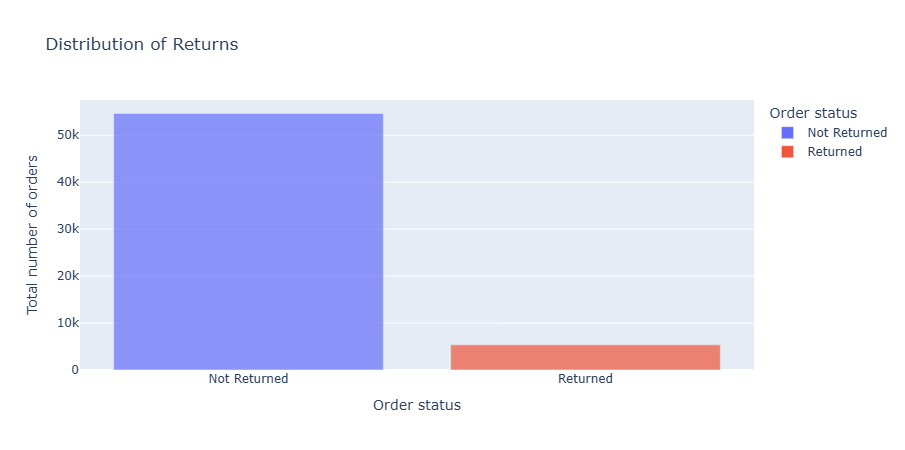 Distribution of Returns
Order status
Not Returned
Returned
Total number of orders
50k
40k
30k
20k
10k
0
Not Returned
Returned
Order status